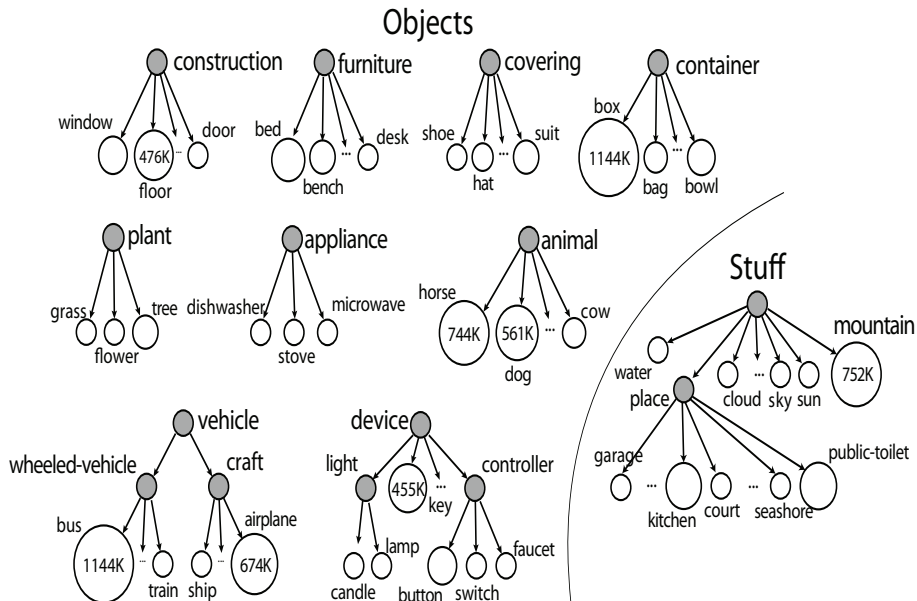 Objects
construction
window
476K
...
door
floor
furniture
bed
...
desk
bench
covering
shoe
...
suit
hat
container
box
1144K
...
bag
bowl
plant
grass
tree
flower
appliance
dishwasher
microwave
stove
animal
horse
744K
561K
...
cow
dog
Stuff
mountain
water
752K
cloud
...
sky
sun
place
garage
...
kitchen
court
...
seashore
public-toilet
vehicle
wheeled-vehicle
craft
bus
1144K
...
train
ship
...
airplane
674K
device
light
455K
...
key
controller
candle
lamp
button
switch
faucet